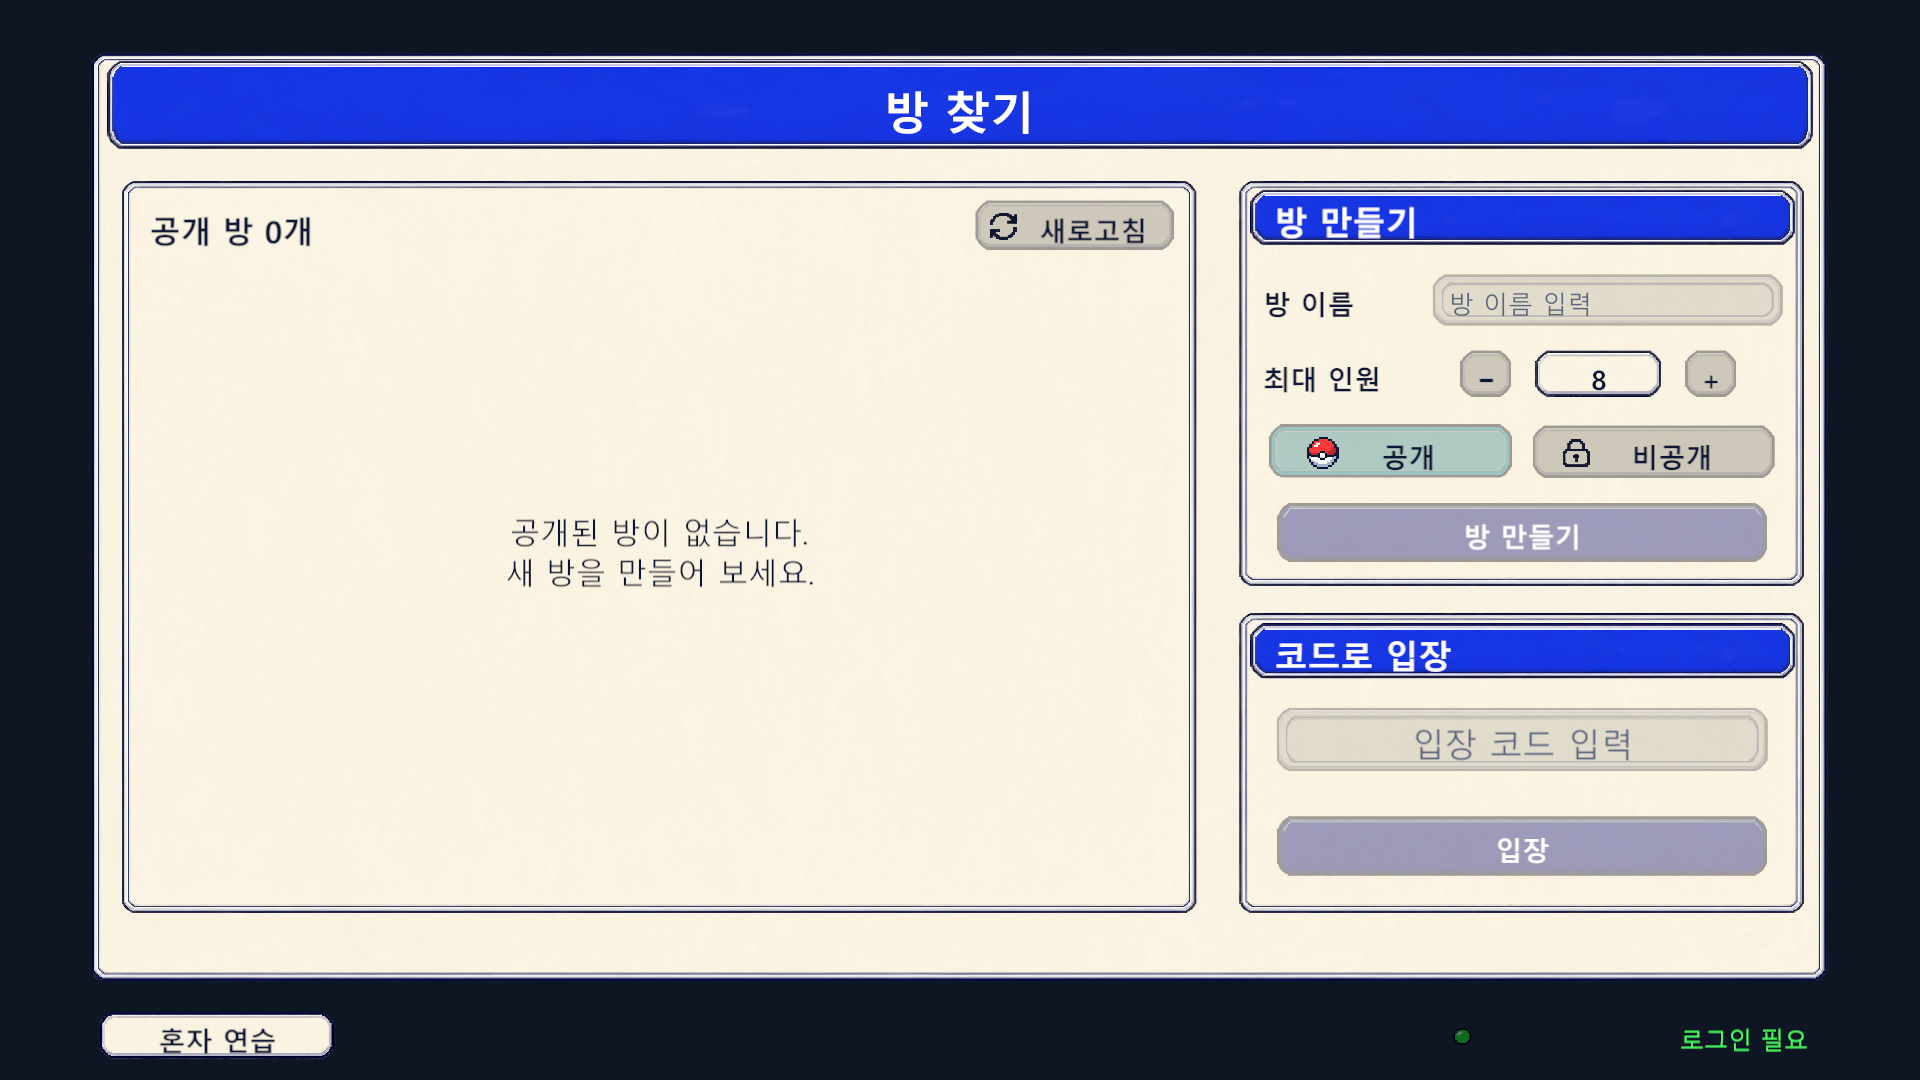 방 찾기
공개 방 0개
새로고침
공개된 방이 없습니다.
새 방을 만들어 보세요.
방 만들기
방 이름
방 이름 입력
최대 인원
-
8
+
공개
비공개
방 만들기
코드로 입장
입장 코드 입력
입장
혼자 연습
로그인 필요